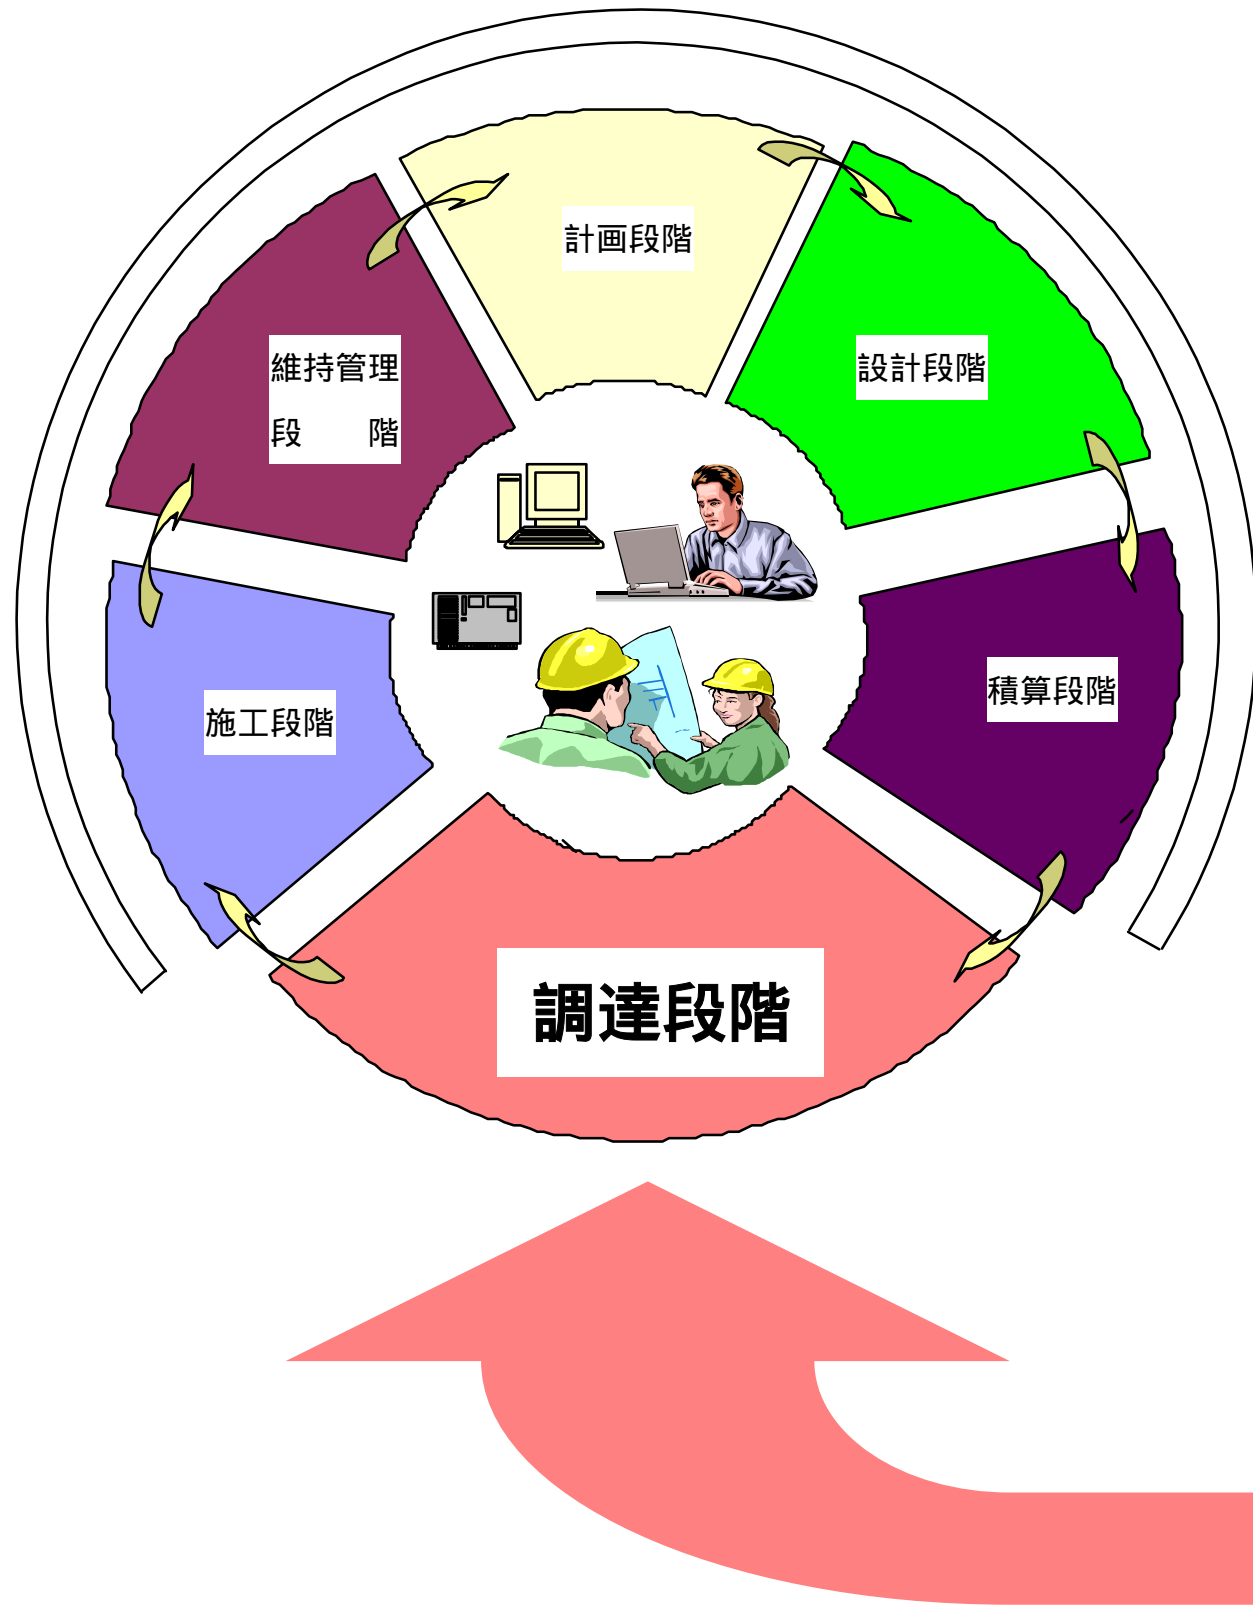 計画段階
設計段階
維持管理
段　　階
積算段階
施工段階
調達段階